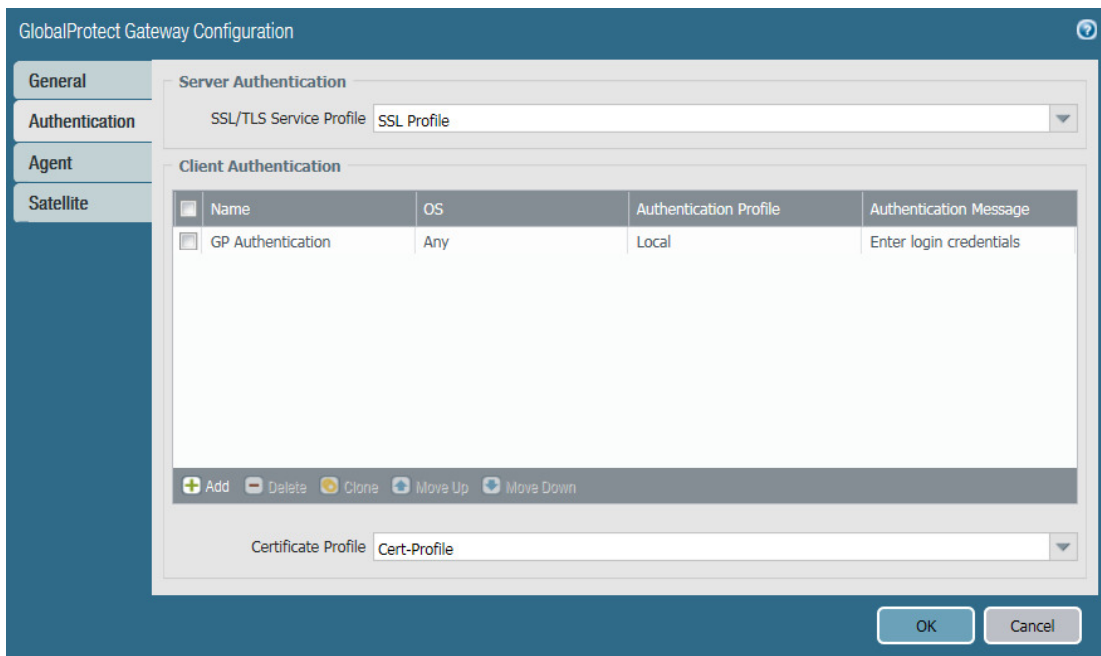 GlobalProtect Gateway Configuration
General
Authentication
Agent
Satellite
Server Authentication
SSL/TLS Service Profile SSL Profile
Client Authentication
Name OS Authentication Profile Authentication Message
GP Authentication Any Local Enter login credentials
Add Delete Clone Move Up Move Down
Certificate Profile Cert-Profile
OK Cancel